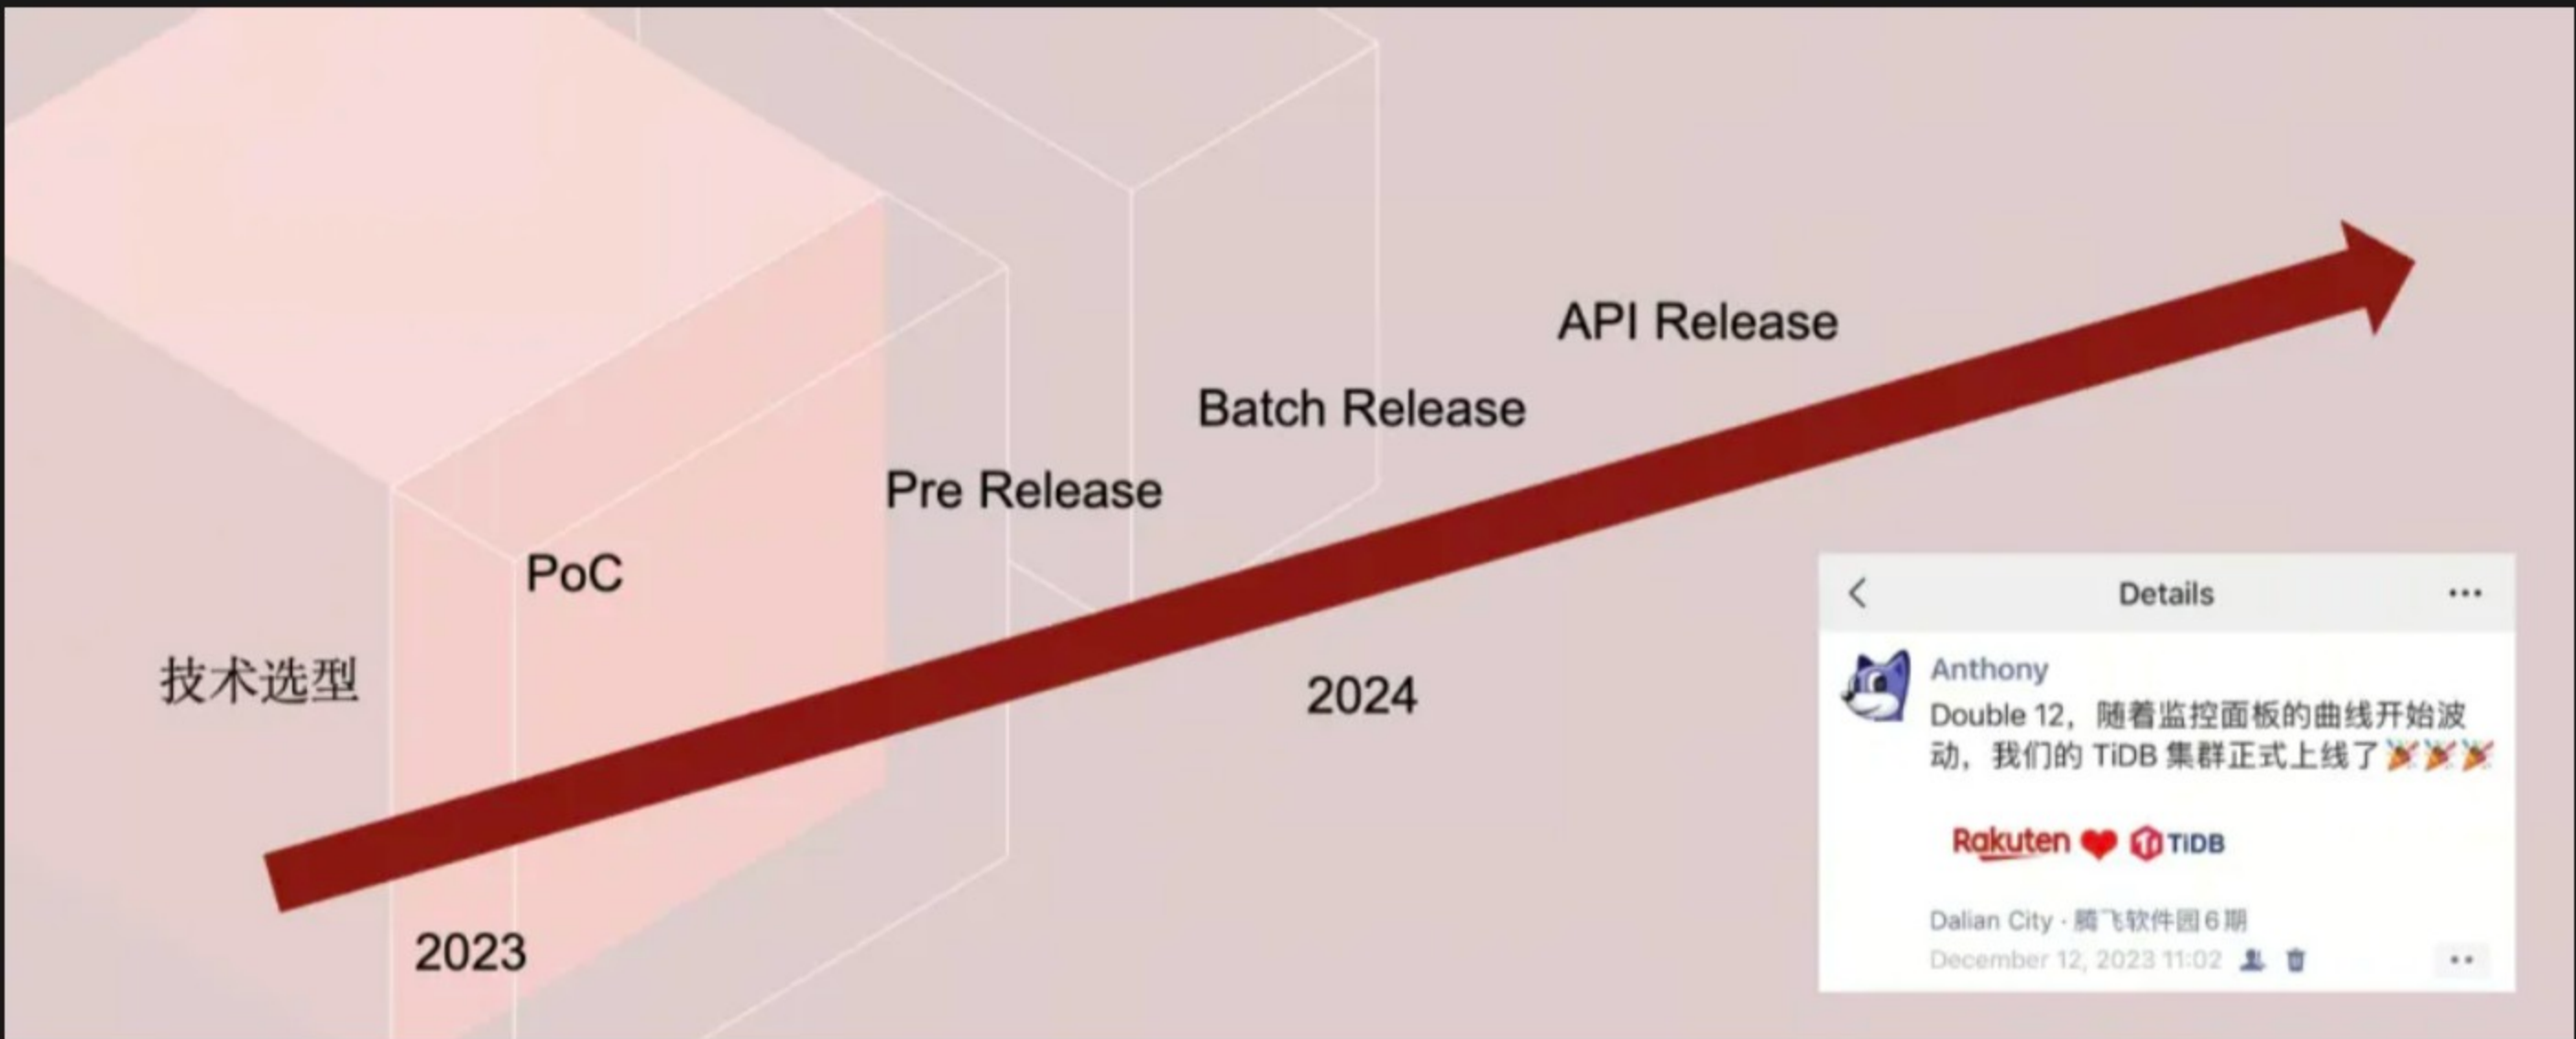 API Release
Batch Release
Pre Release
PoC
技术选型
2024
2023
Details
Anthony
Double 12，随着监控面板的曲线开始波
动，我们的 TiDB 集群正式上线了🎉🎉🎉
Rakuten ❤ TiDB
Dalian City · 腾飞软件园6期
December 12, 2023 11:02